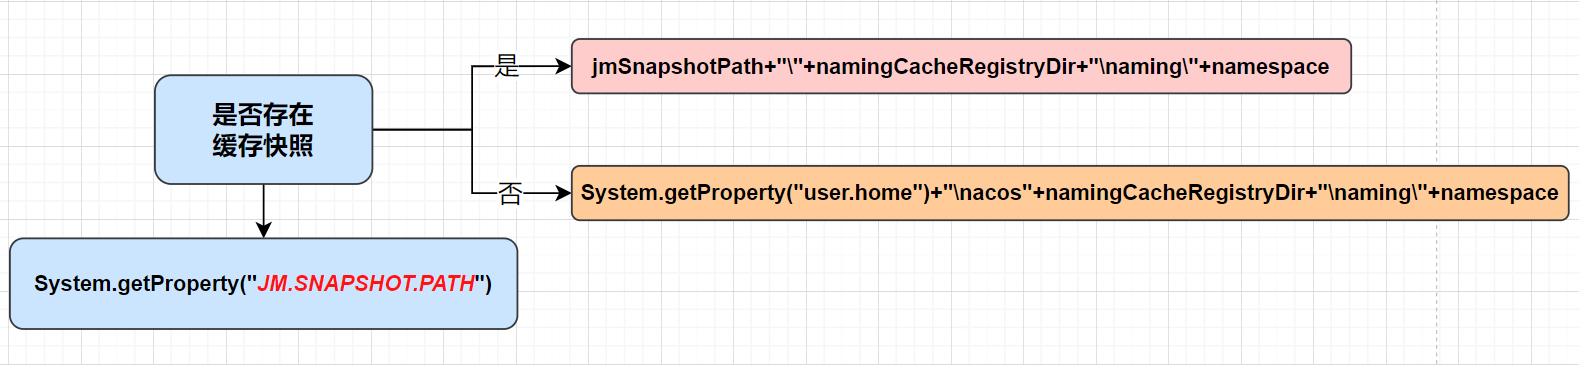 是
jmSnapshotPath+"\"+namingCacheRegistryDir+"\naming\"+namespace
是否存在
缓存快照
否
System.getProperty("user.home")+"\nacos"+namingCacheRegistryDir+"\naming\"+namespace
System.getProperty("JM.SNAPSHOT.PATH")